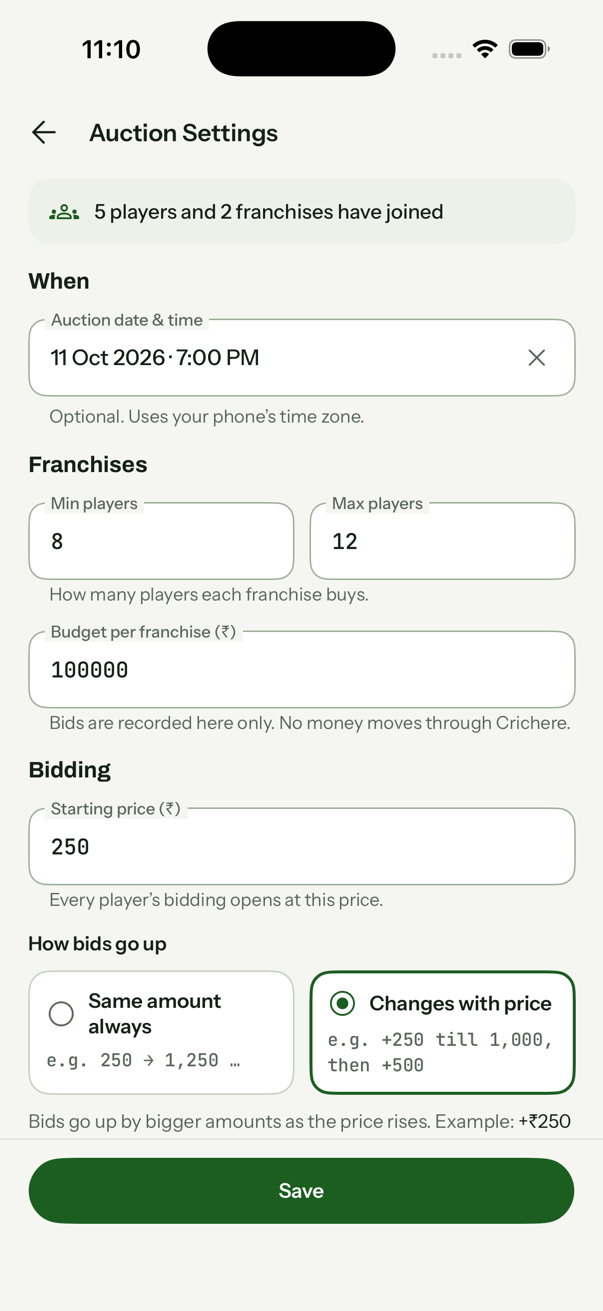 11:10
Auction Settings
5 players and 2 franchises have joined
When
Auction date & time
11 Oct 2026 · 7:00 PM
Optional. Uses your phone’s time zone.
Franchises
Min players
Max players
8
12
How many players each franchise buys.
Budget per franchise (₹)
100000
Bids are recorded here only. No money moves through Crichere.
Bidding
Starting price (₹)
250
Every player’s bidding opens at this price.
How bids go up
Same amount always
e.g. 250 → 1,250 …
Changes with price
e.g. +250 till 1,000,
then +500
Bids go up by bigger amounts as the price rises. Example: +₹250
Save